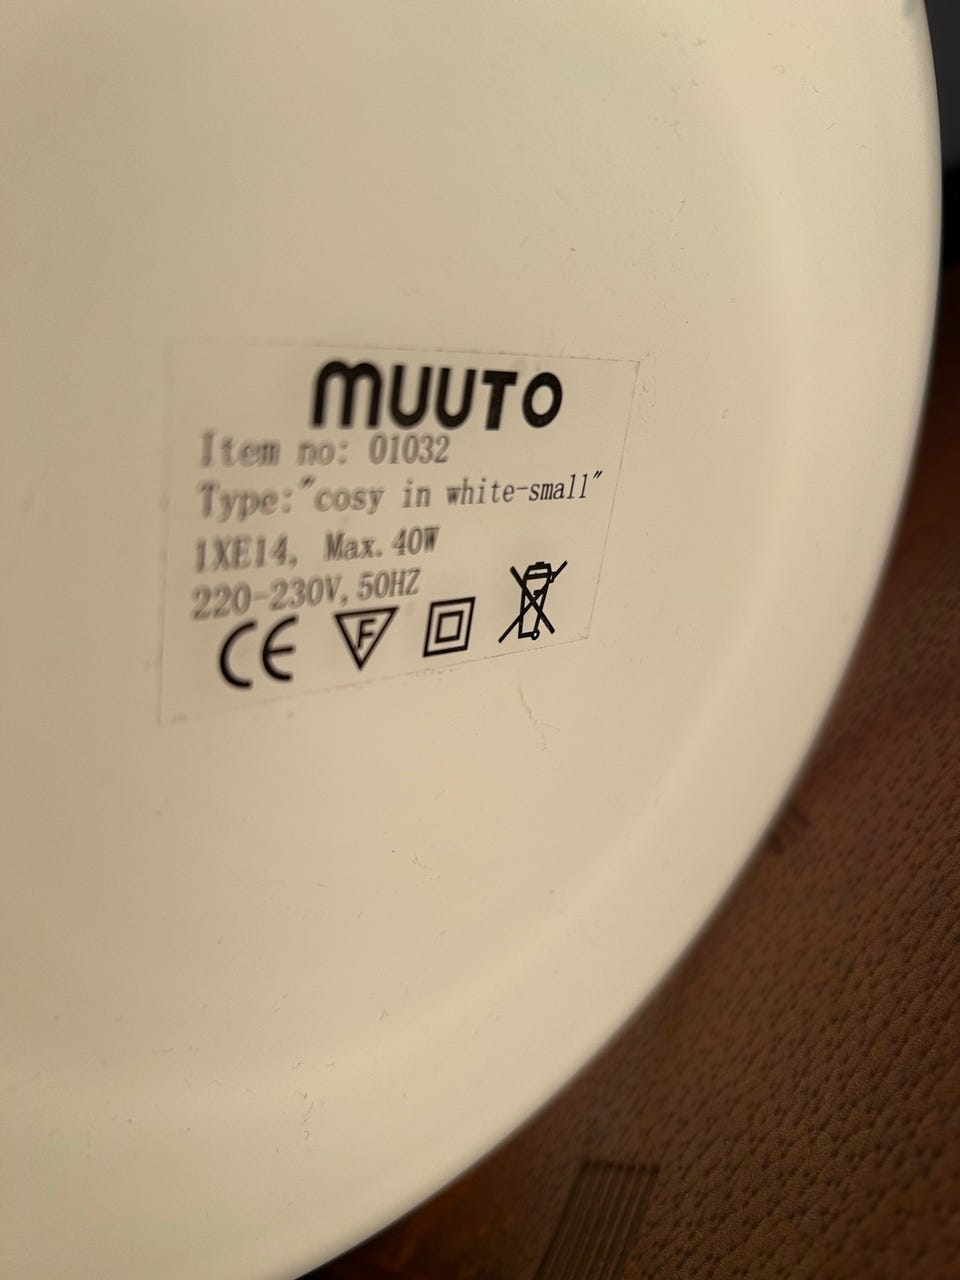 MUUTO
Item no: 01032
Type:"cosy in white-small"
1XE14, Max. 40W
220-230V, 50HZ
CE F